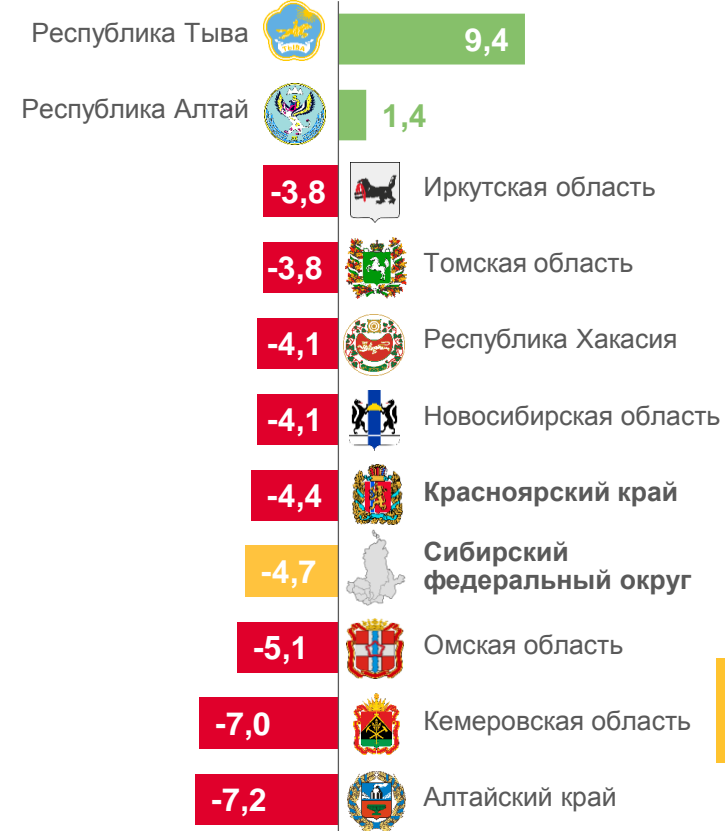 Республика Тыва
ТЫВА
9,4
Республика Алтай
1,4
-3,8
Иркутская область
-3,8
Томская область
-4,1
Республика Хакасия
-4,1
Новосибирская область
-4,4
Красноярский край
-4,7
Сибирский
федеральный округ
-5,1
Омская область
-7,0
Кемеровская область
-7,2
Алтайский край